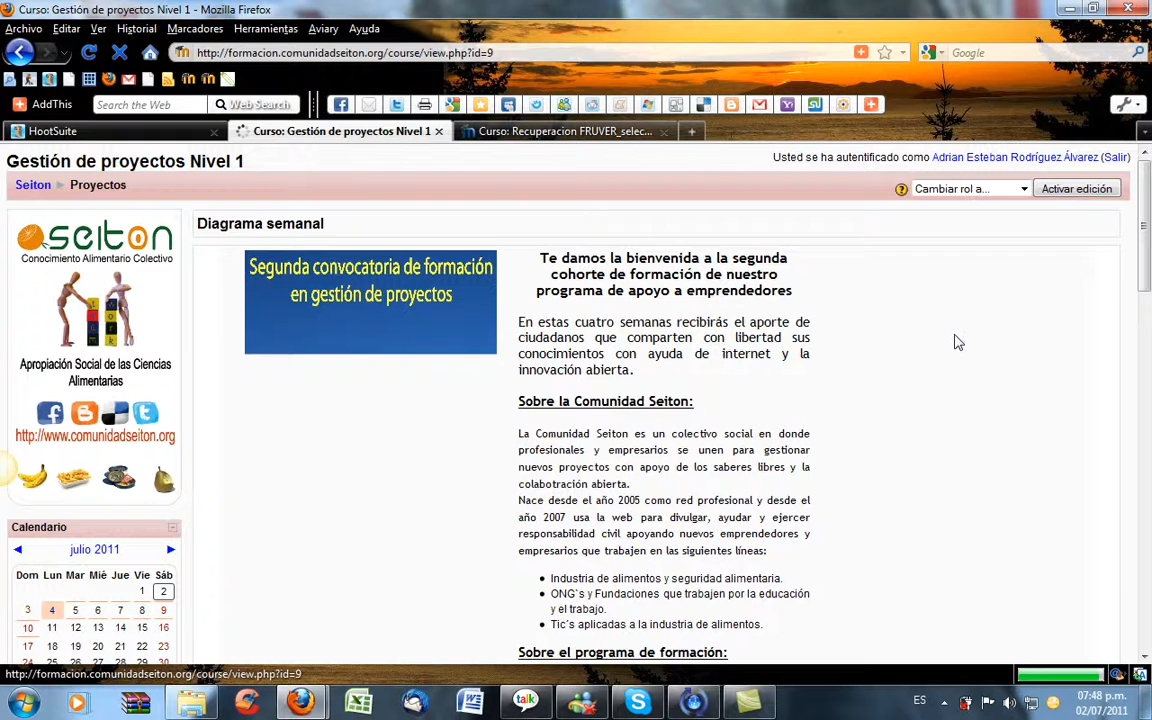 Curso: Gestión de proyectos Nivel 1 - Mozilla Firefox
Archivo Editar Ver Historial Marcadores Herramientas Aviary Ayuda
http://formacion.comunidadseiton.org/course/view.php?id=9
Google
AddThis Search the Web Web Search
HootSuite Curso: Gestión de proyectos Nivel 1 Curso: Recuperacion FRUVER_selec...
Gestión de proyectos Nivel 1
Usted se ha autentificado como Adrian Esteban Rodríguez Álvarez (Salir)
Seiton ► Proyectos
Cambiar rol a... Activar edición
seiton
Conocimiento Alimentario Colectivo
Apropiación Social de las Ciencias
Alimentarias
http://www.comunidadseiton.org
Calendario
julio 2011
Dom Lun Mar Mié Jue Vie Sáb
1 2
3 4 5 6 7 8 9
10 11 12 13 14 15 16
17 18 19 20 21 22 23
24 25 26 27 28 29 30
Diagrama semanal
Segunda convocatoria de formación
en gestión de proyectos
Te damos la bienvenida a la segunda
cohorte de formación de nuestro
programa de apoyo a emprendedores
En estas cuatro semanas recibirás el aporte de
ciudadanos que comparten con libertad sus
conocimientos con ayuda de internet y la
innovación abierta.
Sobre la Comunidad Seiton:
La Comunidad Seiton es un colectivo social en donde
profesionales y empresarios se unen para gestionar
nuevos proyectos con apoyo de los saberes libres y la
colabotración abierta.
Nace desde el año 2005 como red profesional y desde el
año 2007 usa la web para divulgar, ayudar y ejercer
responsabilidad civil apoyando nuevos emprendedores y
empresarios que trabajen en las siguientes líneas:
Industria de alimentos y seguridad alimentaria.
ONG`s y Fundaciones que trabajen por la educación
y el trabajo.
Tic´s aplicadas a la industria de alimentos.
Sobre el programa de formación:
http://formacion.comunidadseiton.org/course/view.php?id=9
talk
ES
07:48 p.m.
02/07/2011